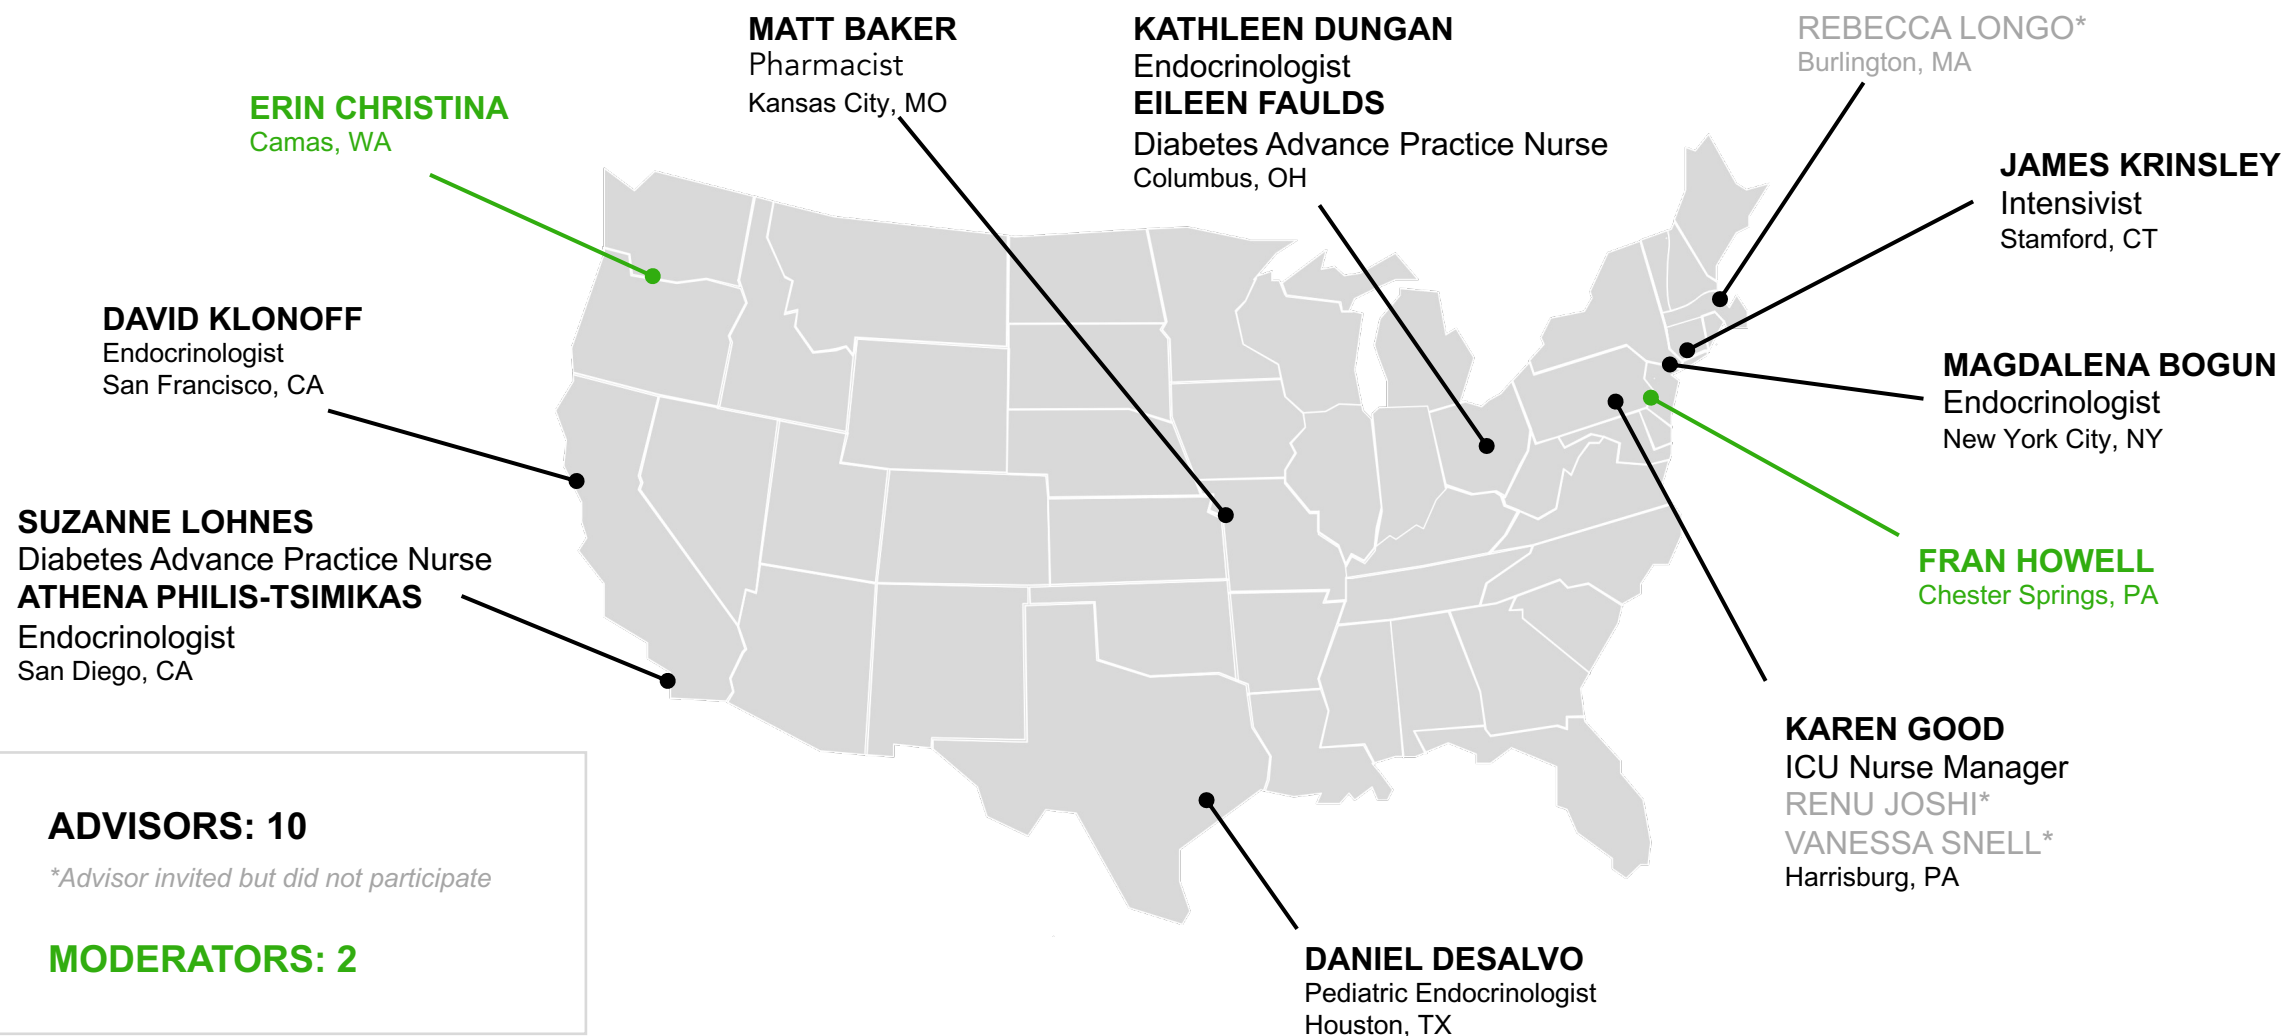 MATT BAKER
Pharmacist
Kansas City, MO
KATHLEEN DUNGAN
Endocrinologist
EILEEN FAULDS
Diabetes Advance Practice Nurse
Columbus, OH
REBECCA LONGO*
Burlington, MA
ERIN CHRISTINA
Camas, WA
JAMES KRINSLEY
Intensivist
Stamford, CT
DAVID KLONOFF
Endocrinologist
San Francisco, CA
MAGDALENA BOGUN
Endocrinologist
New York City, NY
SUZANNE LOHNES
Diabetes Advance Practice Nurse
ATHENA PHILIS-TSIMIKAS
Endocrinologist
San Diego, CA
FRAN HOWELL
Chester Springs, PA
KAREN GOOD
ICU Nurse Manager
RENU JOSHI*
VANESSA SNELL*
Harrisburg, PA
ADVISORS: 10
*Advisor invited but did not participate
MODERATORS: 2
DANIEL DESALVO
Pediatric Endocrinologist
Houston, TX